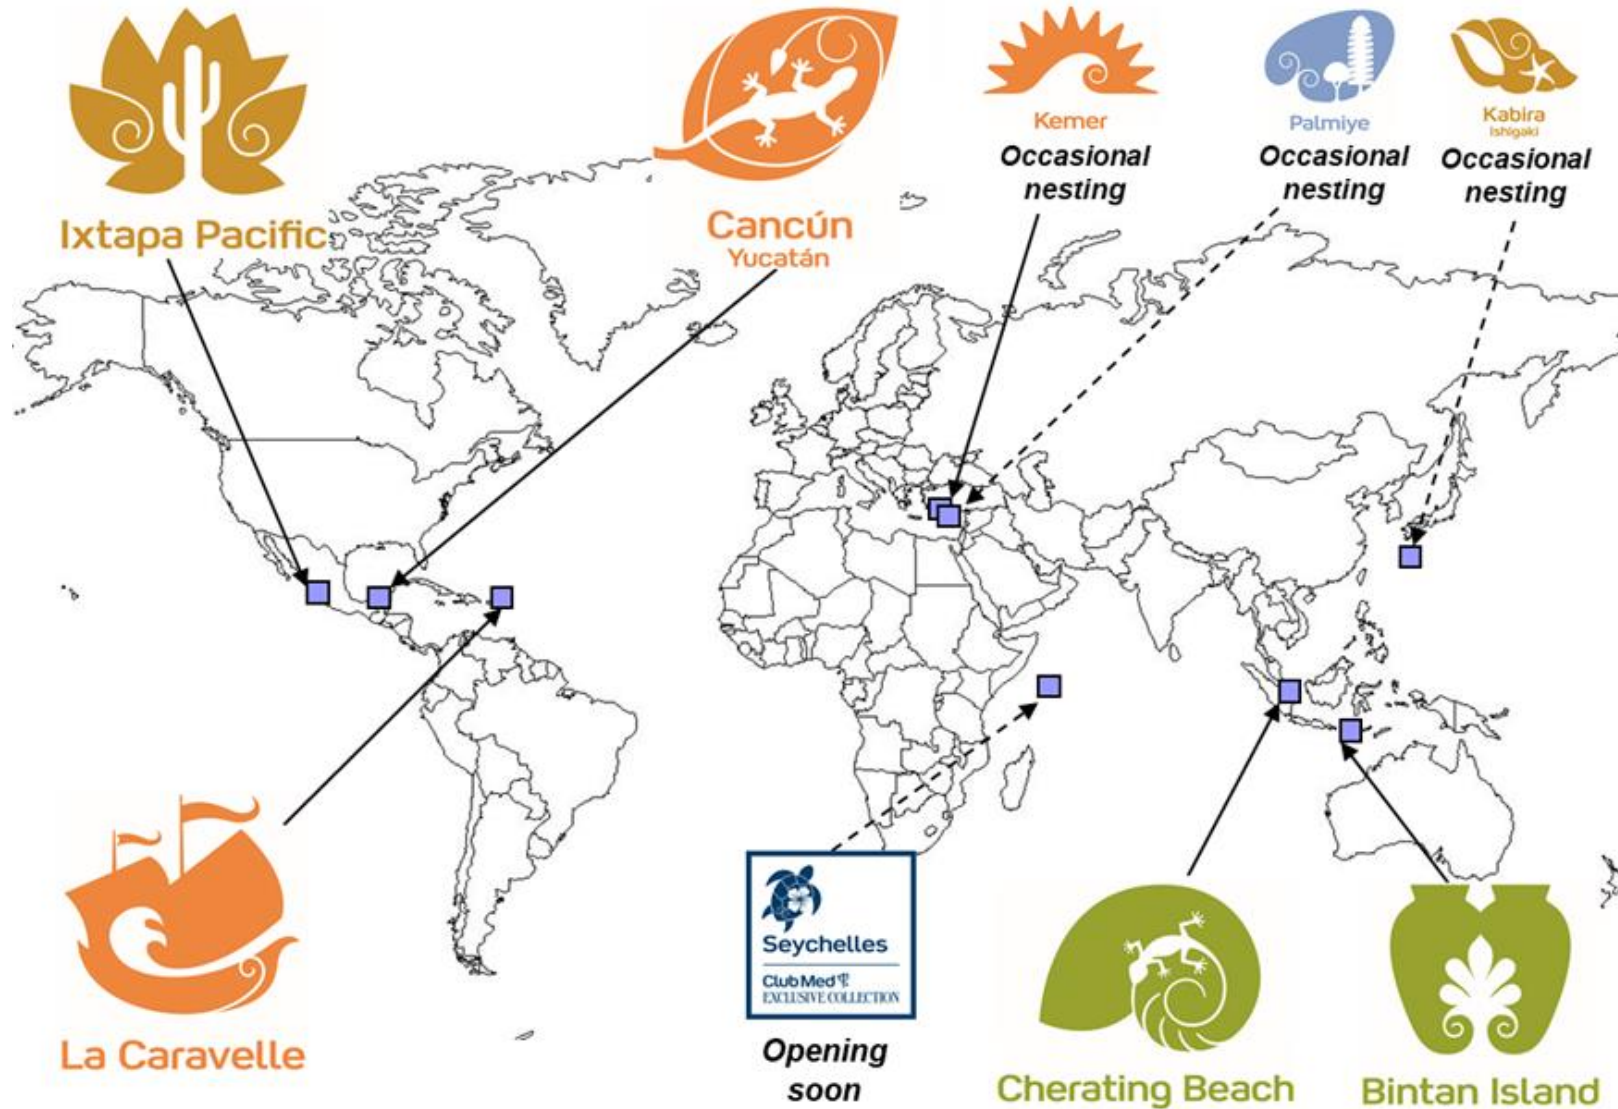 Ixtapa Pacific
Cancún
Yucatán
Kemer
Occasional
nesting
Palmiye
Occasional
nesting
Kabira
Ishigaki
Occasional
nesting
La Caravelle
Seychelles
Club Med Ψ
EXCLUSIVE COLLECTION
Opening
soon
Cherating Beach
Bintan Island